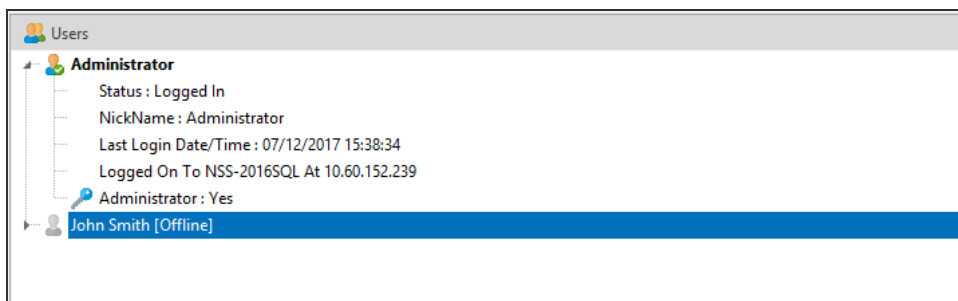 Users
Administrator
Status : Logged In
NickName : Administrator
Last Login Date/Time : 07/12/2017 15:38:34
Logged On To NSS-2016SQL At 10.60.152.239
Administrator : Yes
John Smith [Offline]